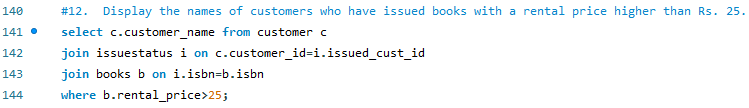 140 #12. Display the names of customers who have issued books with a rental price higher than Rs. 25.
141 select c.customer_name from customer c
142 join issuestatus i on c.customer_id=i.issued_cust_id
143 join books b on i.isbn=b.isbn
144 where b.rental_price>25;